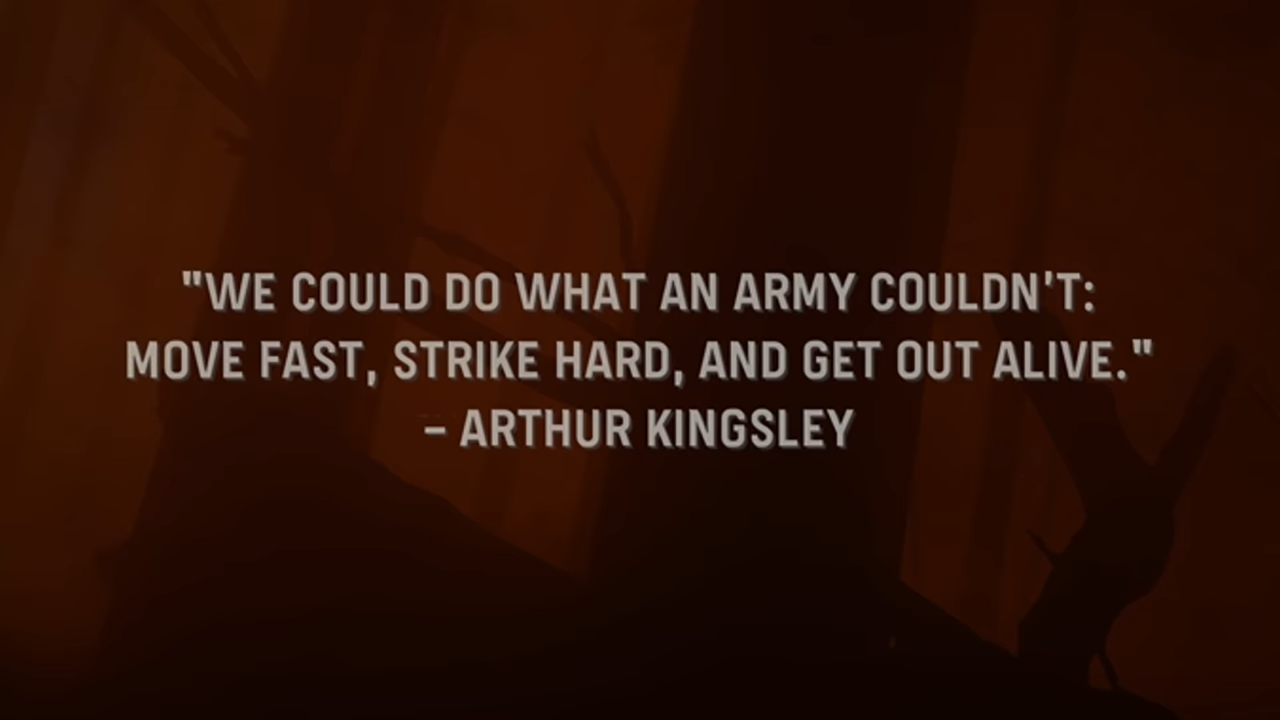 "WE COULD DO WHAT AN ARMY COULDN'T:
MOVE FAST, STRIKE HARD, AND GET OUT ALIVE."
– ARTHUR KINGSLEY